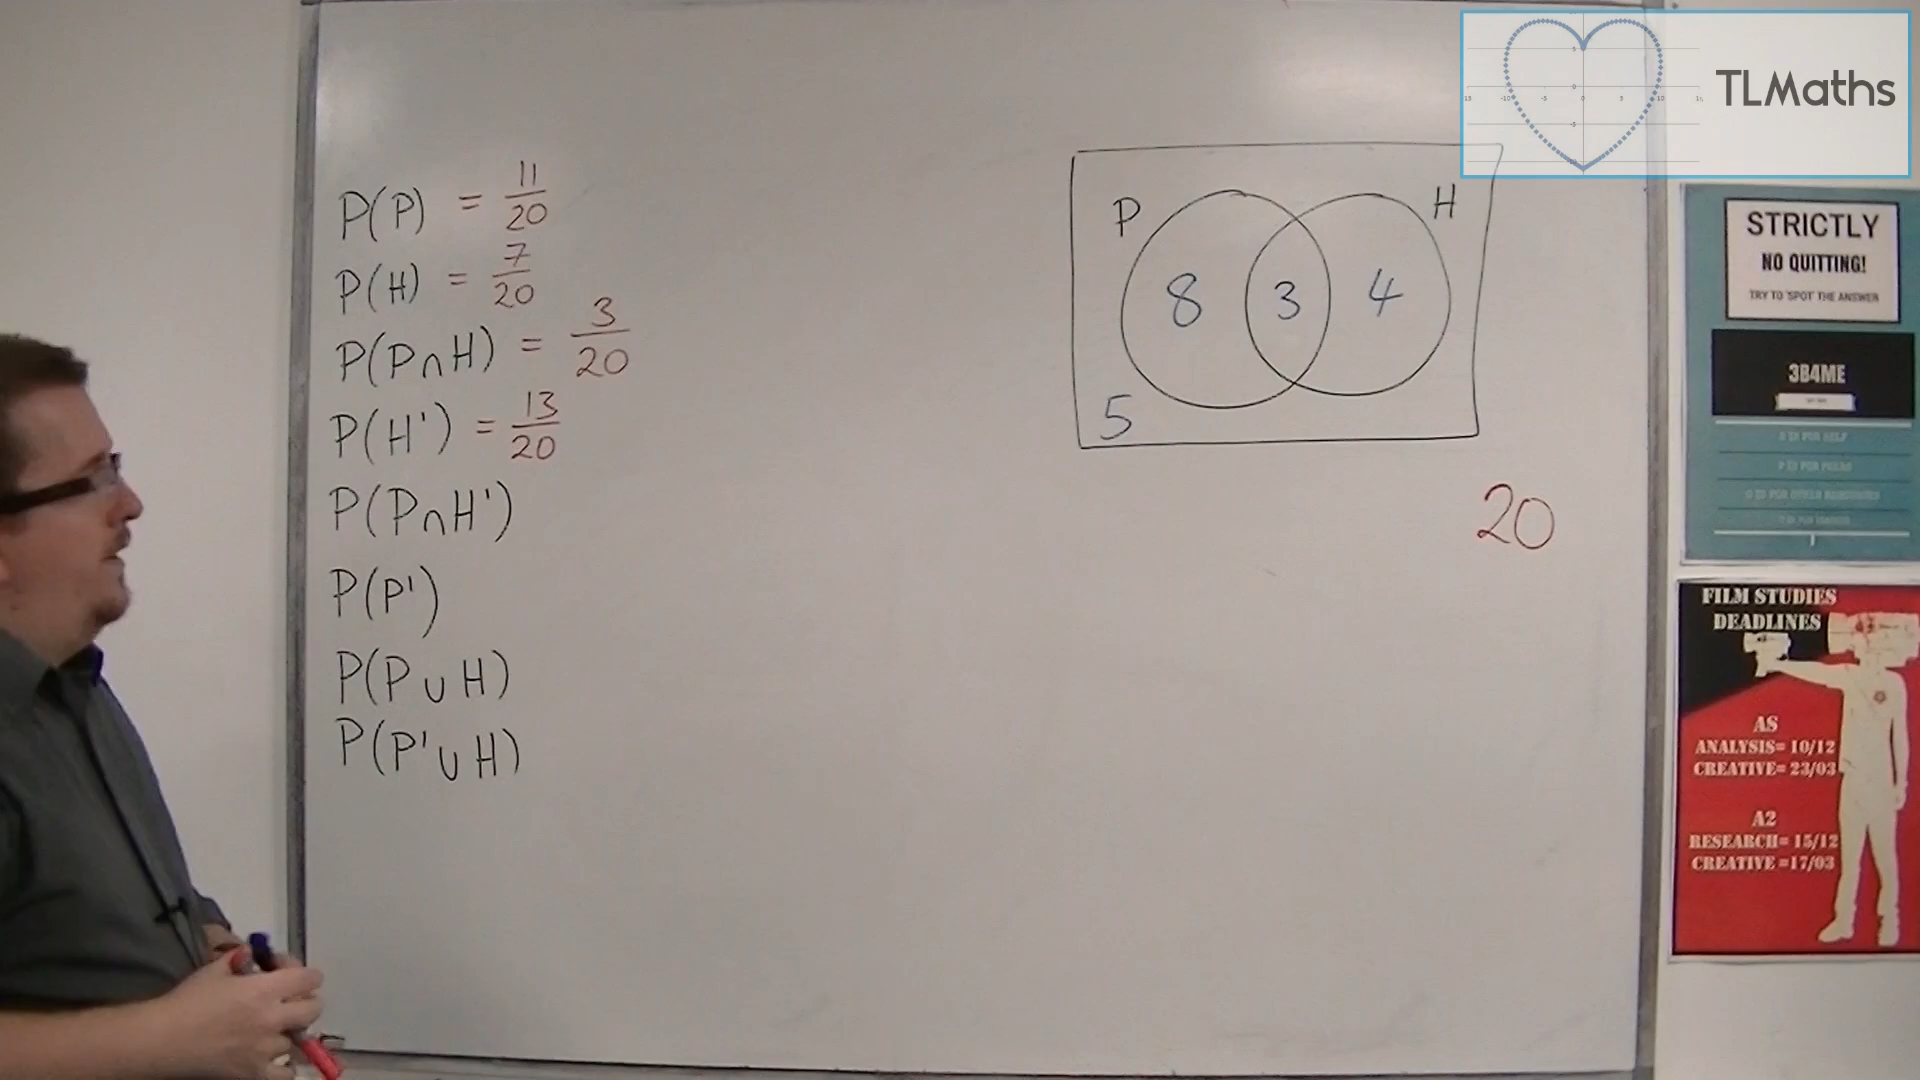 P(P) = 11/20
P(H) = 7/20
P(P∩H) = 3/20
P(H') = 13/20
P(P∩H')
P(P')
P(P∪H)
P(P'∪H)
P H
8 3 4
5
20
TLMaths
STRICTLY
NO QUITTING!
TRY TO 'SPOT' THE ANSWER
3B4ME
FILM STUDIES
DEADLINES
AS
ANALYSIS= 10/12
CREATIVE= 23/03
A2
RESEARCH= 15/12
CREATIVE =17/03